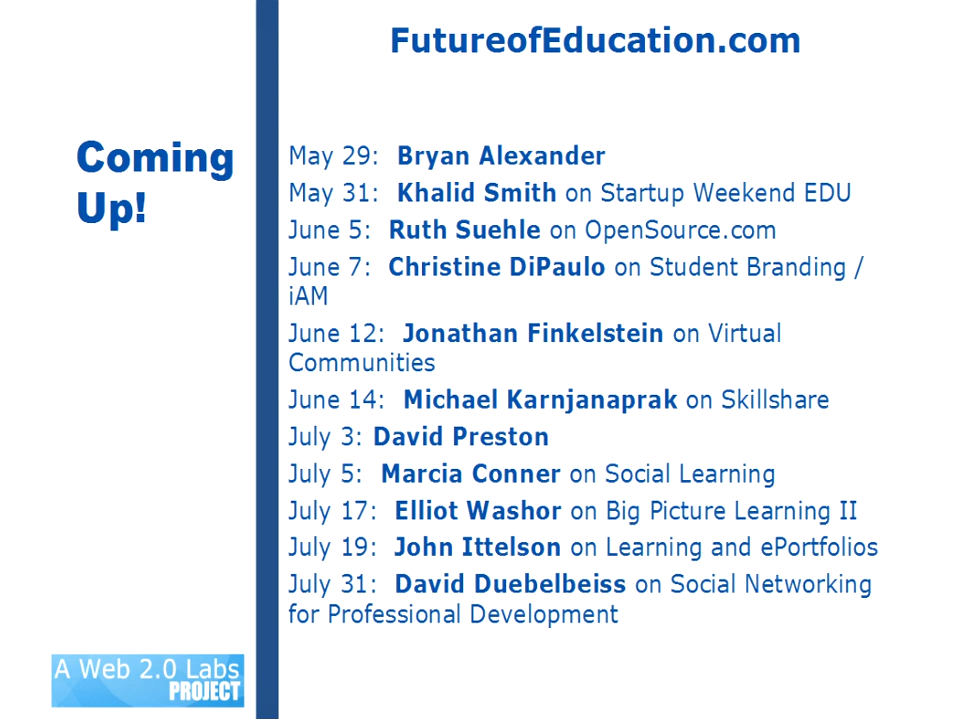 FutureofEducation.com
Coming
Up!
May 29: Bryan Alexander
May 31: Khalid Smith on Startup Weekend EDU
June 5: Ruth Suehle on OpenSource.com
June 7: Christine DiPaulo on Student Branding /
iAM
June 12: Jonathan Finkelstein on Virtual
Communities
June 14: Michael Karnjanaprak on Skillshare
July 3: David Preston
July 5: Marcia Conner on Social Learning
July 17: Elliot Washor on Big Picture Learning II
July 19: John Ittelson on Learning and ePortfolios
July 31: David Duebelbeiss on Social Networking
for Professional Development
A Web 2.0 Labs
PROJECT